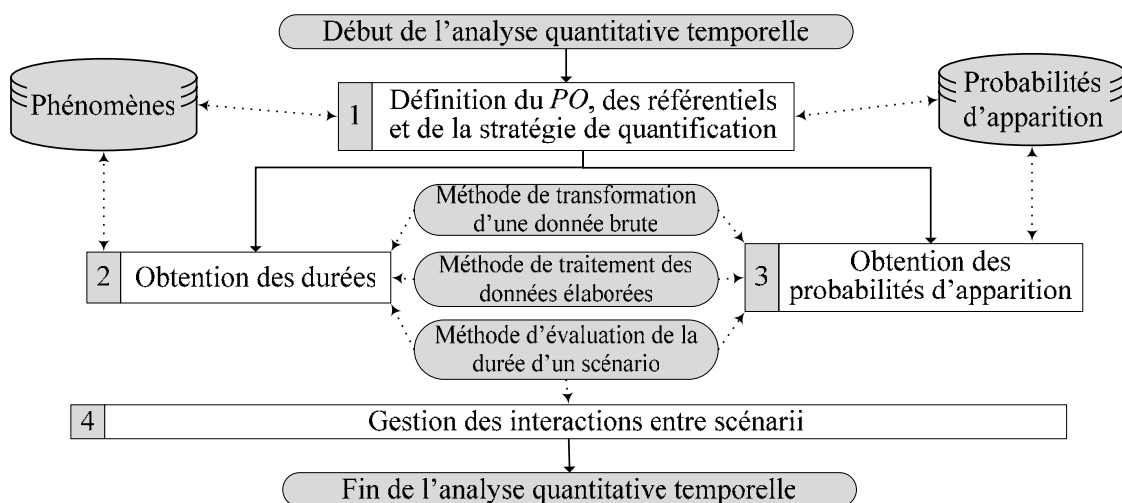 Début de l’analyse quantitative temporelle
Phénomènes
1
Définition du PO, des référentiels
et de la stratégie de quantification
Probabilités
d’apparition
Méthode de transformation
d’une donnée brute
2
Obtention des durées
Méthode de traitement des
données élaborées
3
Obtention des
probabilités d’apparition
Méthode d’évaluation de la
durée d’un scénario
4
Gestion des interactions entre scénarii
Fin de l’analyse quantitative temporelle